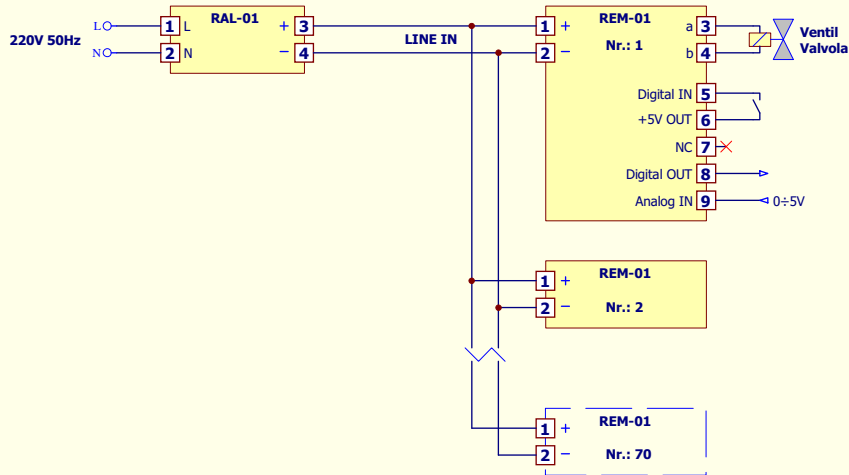 220V 50Hz
L
N
RAL-01
1 L + 3
2 N − 4
LINE IN
REM-01
Nr.: 1
1 +
2 −
a 3
b 4
Ventil
Valvola
Digital IN 5
+5V OUT 6
NC 7
Digital OUT 8
Analog IN 9 0÷5V
REM-01
1 +
2 −
Nr.: 2
REM-01
1 +
2 −
Nr.: 70